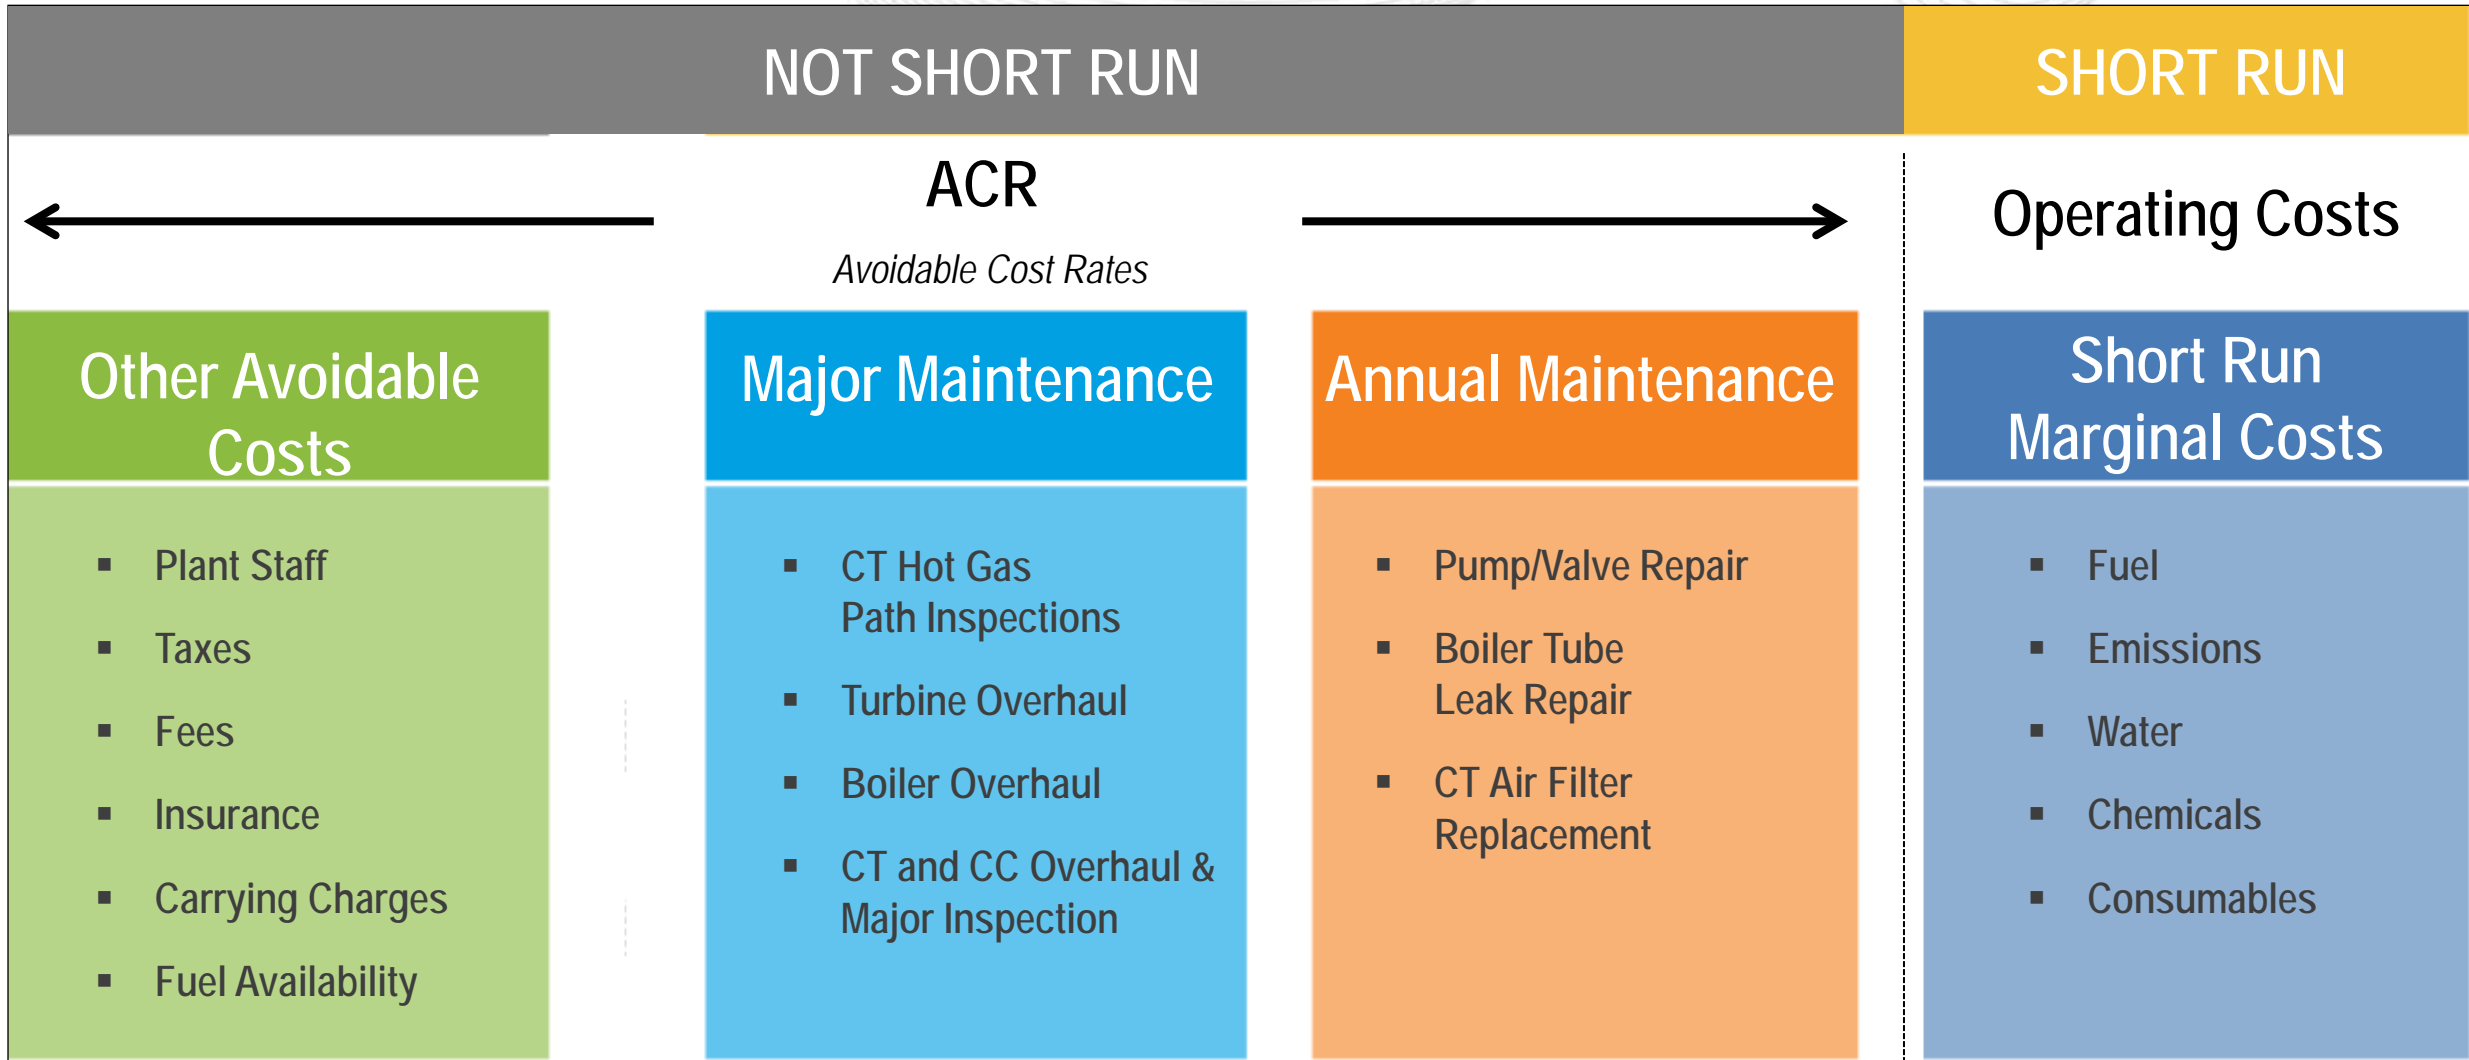 NOT SHORT RUN
SHORT RUN
ACR
Avoidable Cost Rates
Operating Costs
Other Avoidable
Costs
▪ Plant Staff
▪ Taxes
▪ Fees
▪ Insurance
▪ Carrying Charges
▪ Fuel Availability
Major Maintenance
▪ CT Hot Gas
Path Inspections
▪ Turbine Overhaul
▪ Boiler Overhaul
▪ CT and CC Overhaul &
Major Inspection
Annual Maintenance
▪ Pump/Valve Repair
▪ Boiler Tube
Leak Repair
▪ CT Air Filter
Replacement
Short Run
Marginal Costs
▪ Fuel
▪ Emissions
▪ Water
▪ Chemicals
▪ Consumables